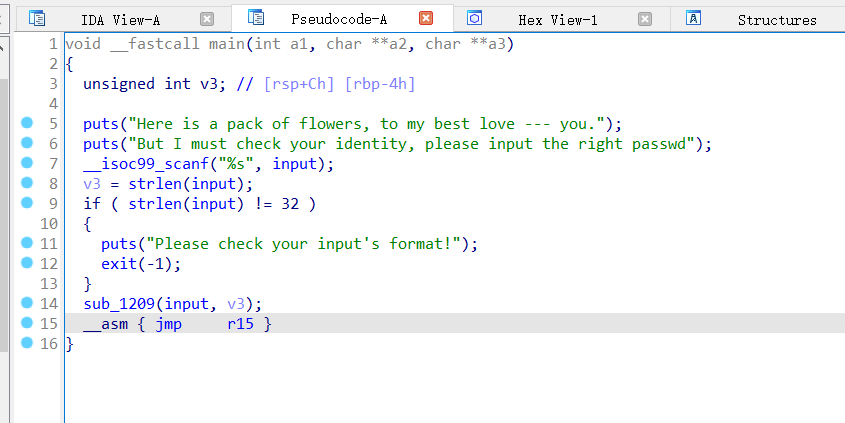 IDA View-A Pseudocode-A Hex View-1 Structures
1 void __fastcall main(int a1, char **a2, char **a3)
2 {
3 unsigned int v3; // [rsp+Ch] [rbp-4h]
4
5 puts("Here is a pack of flowers, to my best love --- you.");
6 puts("But I must check your identity, please input the right passwd");
7 __isoc99_scanf("%s", input);
8 v3 = strlen(input);
9 if ( strlen(input) != 32 )
10 {
11 puts("Please check your input's format!");
12 exit(-1);
13 }
14 sub_1209(input, v3);
15 __asm { jmp r15 }
16 }